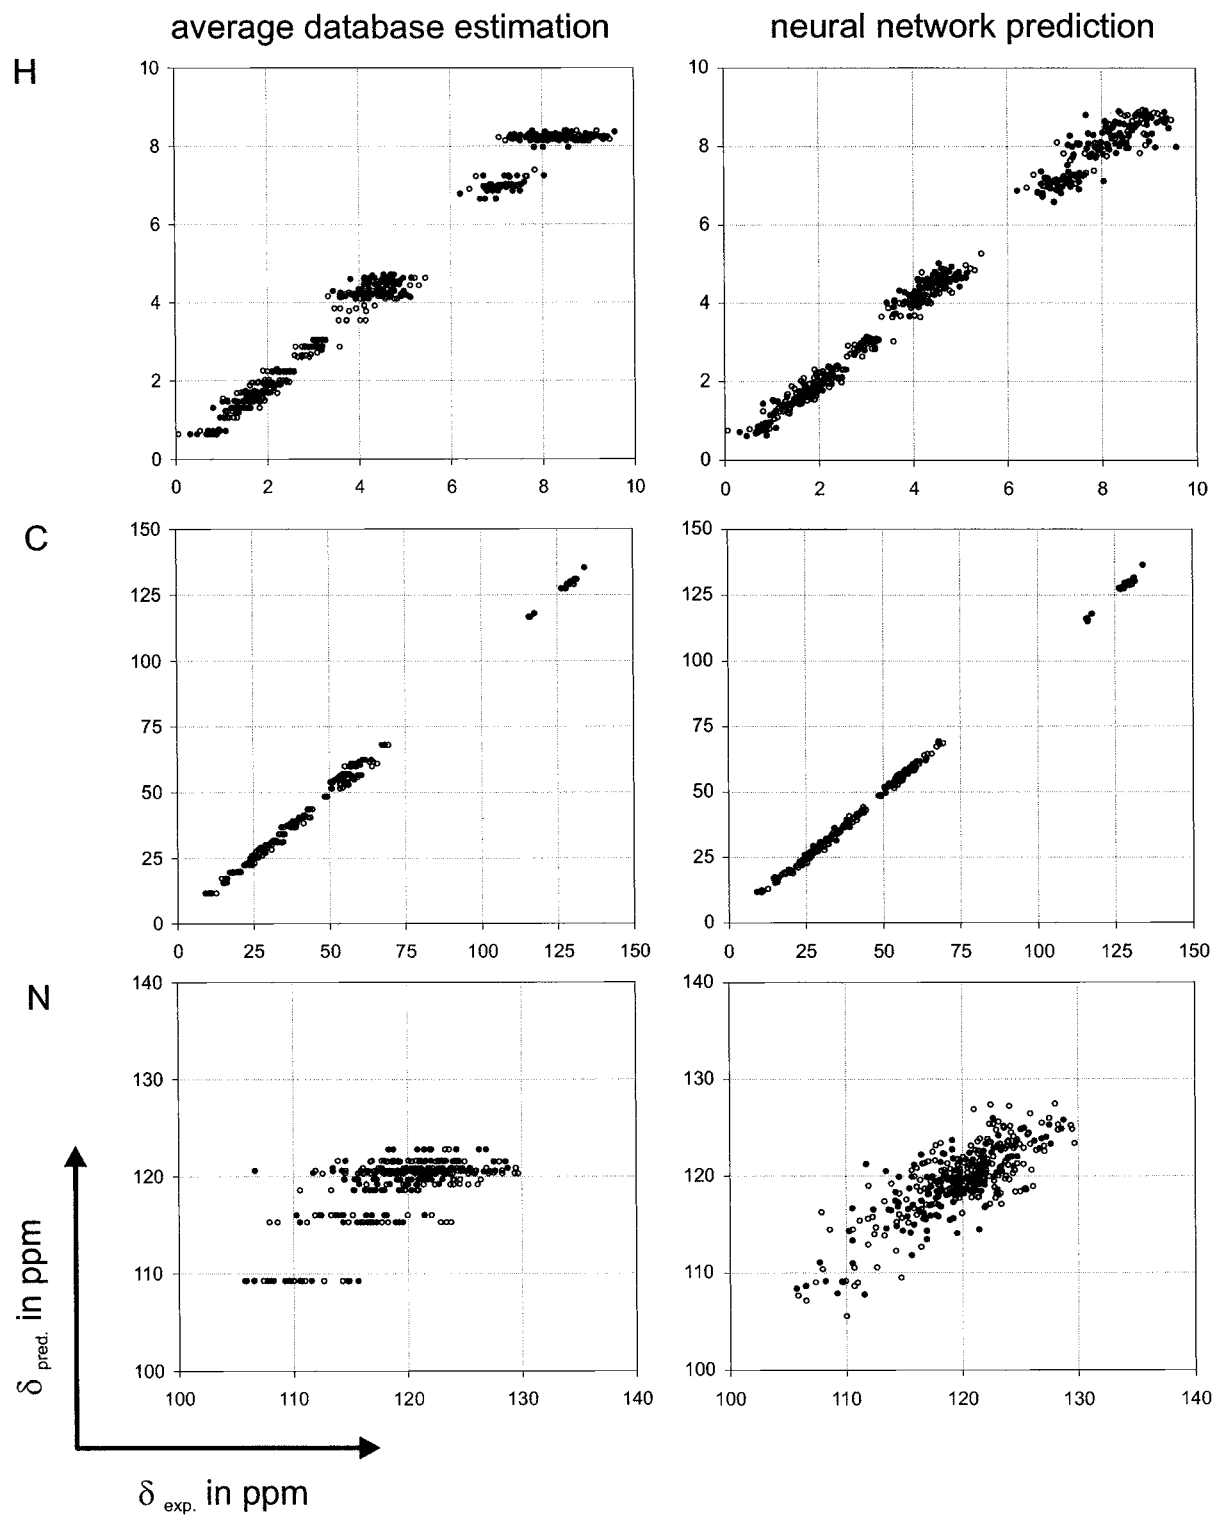 average database estimation
neural network prediction
H
10
8
6
4
2
0
0 2 4 6 8 10
10
8
6
4
2
0
0 2 4 6 8 10
C
150
125
100
75
50
25
0
0 25 50 75 100 125 150
150
125
100
75
50
25
0
0 25 50 75 100 125 150
N
140
130
120
110
100
100 110 120 130 140
140
130
120
110
100
100 110 120 130 140
δ pred. in ppm
δ exp. in ppm